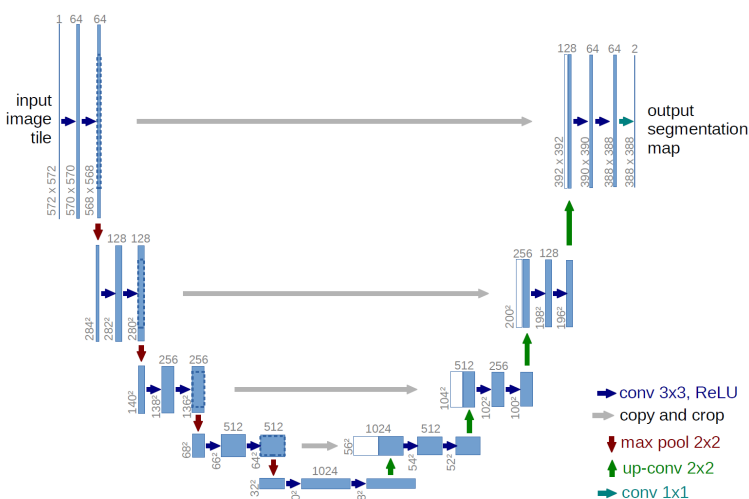 1 64 64
128 64 64 2
input
image
tile
output
segmentation
map
572 x 572
570 x 570
568 x 568
392 x 392
390 x 390
388 x 388
388 x 388
128 128
256 128
284²
282²
280²
200²
198²
196²
256 256
512 256
140²
138²
136²
104²
102²
100²
512 512
1024 512
68²
66²
64²
56²
54²
52²
1024
32²
conv 3x3, ReLU
copy and crop
max pool 2x2
up-conv 2x2
conv 1x1